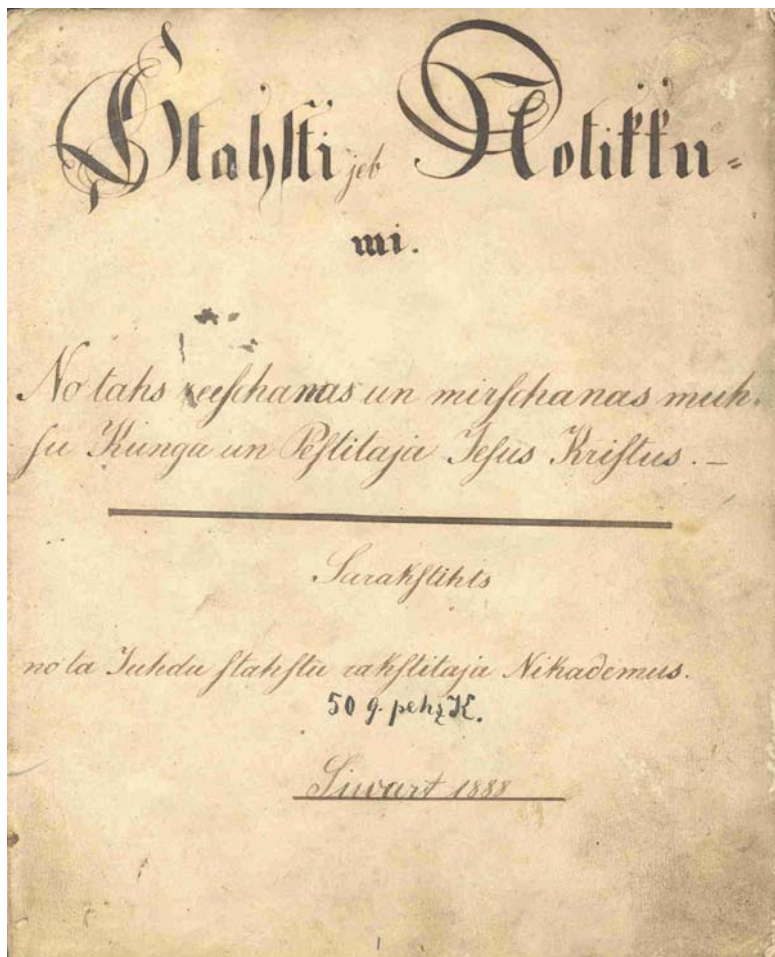 Stahsti jeb Notikku-
mi.
No tahs zeeschanas un mirschanas muh-
su Kunga un Pestitaja Jesus Kristus. —
Sarakstihts
no ta Juhdu stahstu rakstitaja Nikademus.
50 g. pehz K.
1888